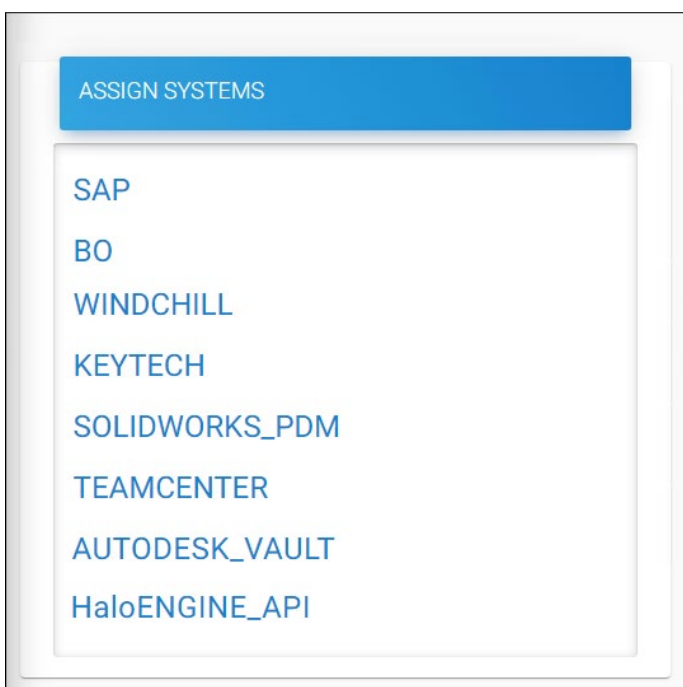 ASSIGN SYSTEMS
SAP
BO
WINDCHILL
KEYTECH
SOLIDWORKS_PDM
TEAMCENTER
AUTODESK_VAULT
HaloENGINE_API